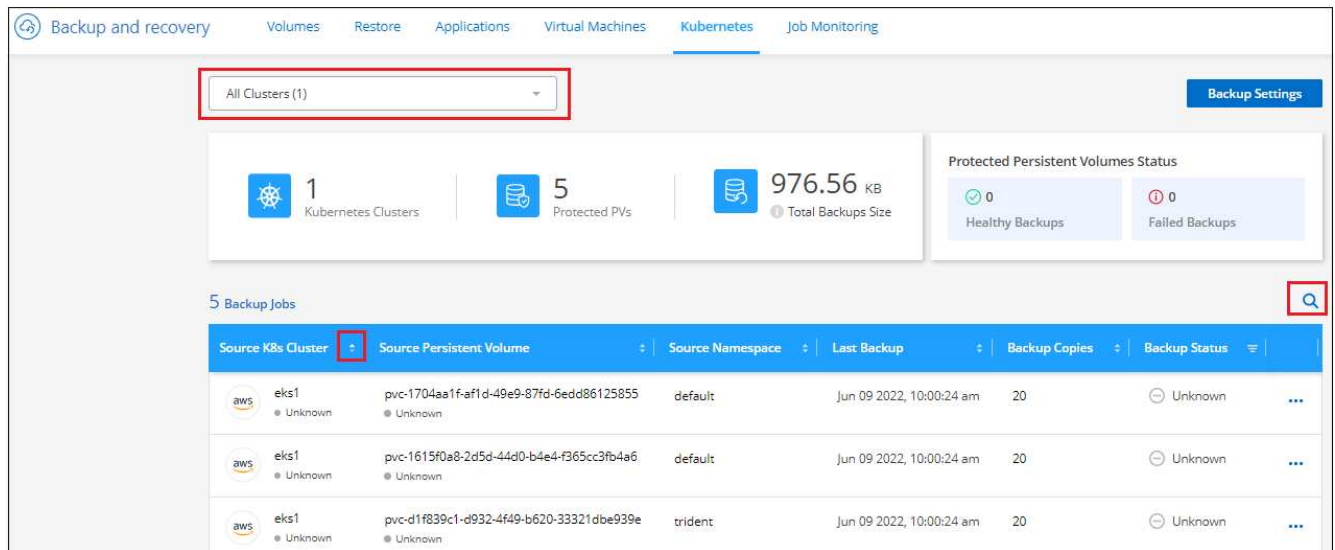 Backup and recovery Volumes Restore Applications Virtual Machines Kubernetes Job Monitoring
All Clusters (1) Backup Settings
1
Kubernetes Clusters
5
Protected PVs
976.56 KB
Total Backups Size
Protected Persistent Volumes Status
0
Healthy Backups
0
Failed Backups
5 Backup Jobs
Source K8s Cluster Source Persistent Volume Source Namespace Last Backup Backup Copies Backup Status
aws eks1 pvc-1704aa1f-af1d-49e9-87fd-6edd86125855 default Jun 09 2022, 10:00:24 am 20 Unknown
Unknown Unknown
aws eks1 pvc-1615f0a8-2d5d-44d0-b4e4-f365cc3fb4a6 default Jun 09 2022, 10:00:24 am 20 Unknown
Unknown Unknown
aws eks1 pvc-d1f839c1-d932-4f49-b620-33321dbe939e trident Jun 09 2022, 10:00:24 am 20 Unknown
Unknown Unknown